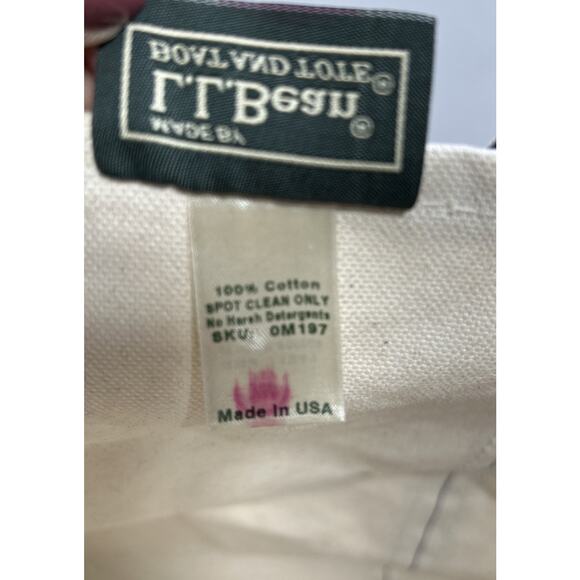 MADE BY
L.L.Bean®
BOAT AND TOTE®
100% Cotton
SPOT CLEAN ONLY
No Harsh Detergents
SKU: 0M197
Made In USA